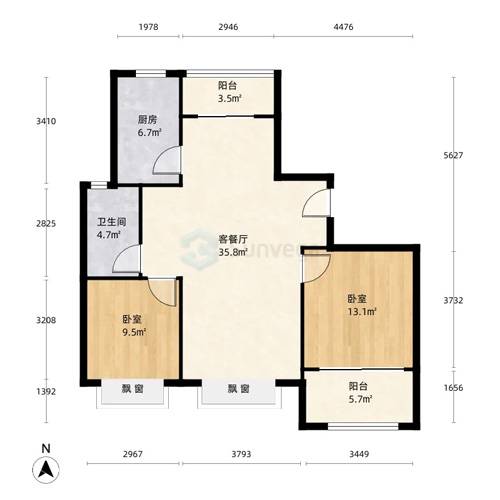 1978 2946 4476
阳台
3.5m²
厨房
6.7m²
3410
5627
卫生间
4.7m²
2825
客餐厅
35.8m²
卧室
13.1m²
3732
卧室
9.5m²
3208
阳台
5.7m²
1392
1656
飘窗 飘窗
N
2967 3793 3449